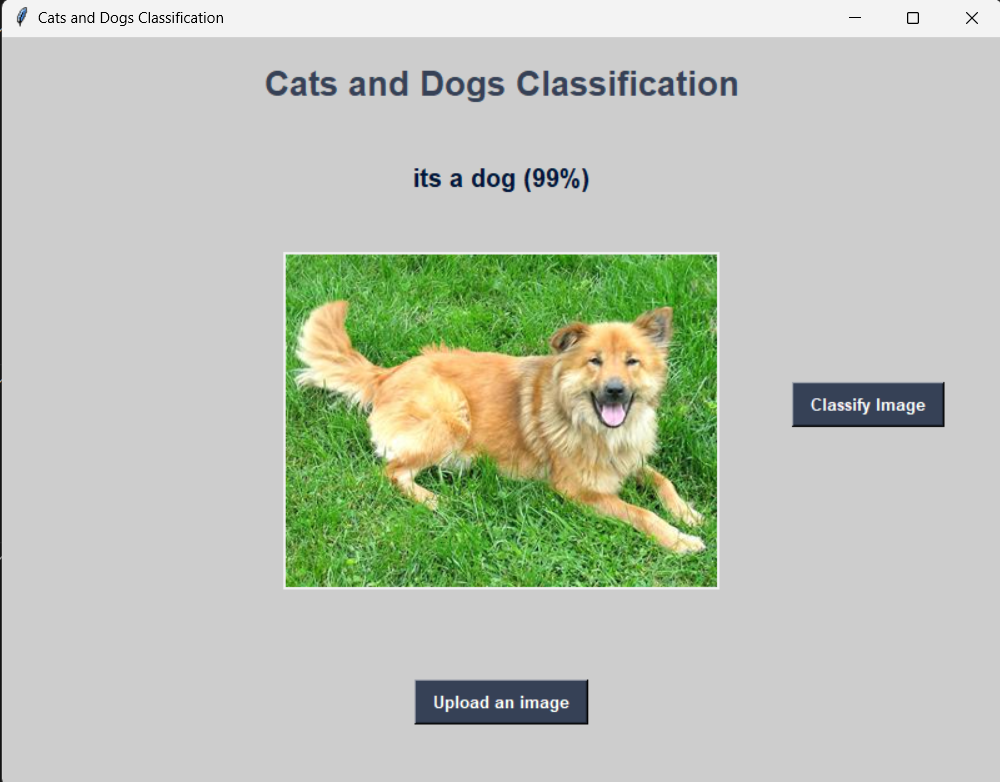 Cats and Dogs Classification
Cats and Dogs Classification
its a dog (99%)
Classify Image
Upload an image